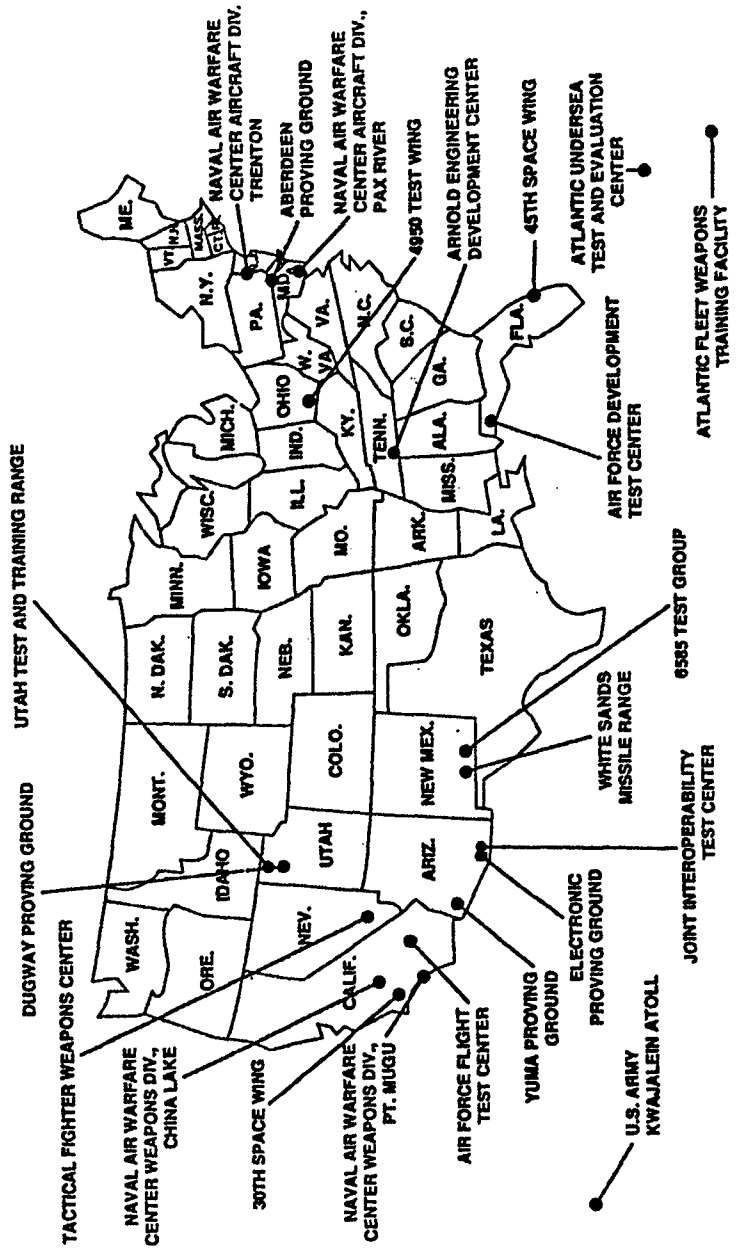 UTAH TEST AND TRAINING RANGE
DUGWAY PROVING GROUND
TACTICAL FIGHTER WEAPONS CENTER
NAVAL AIR WARFARE
CENTER WEAPONS DIV.,
CHINA LAKE
30TH SPACE WING
NAVAL AIR WARFARE
CENTER WEAPONS DIV.,
PT. MUGU
AIR FORCE FLIGHT
TEST CENTER
YUMA PROVING
GROUND
ELECTRONIC
PROVING GROUND
U.S. ARMY
KWAJALEIN ATOLL
JOINT INTEROPERABILITY
TEST CENTER
WHITE SANDS
MISSILE RANGE
6585 TEST GROUP
AIR FORCE DEVELOPMENT
TEST CENTER
ATLANTIC FLEET WEAPONS
TRAINING FACILITY
ATLANTIC UNDERSEA
TEST AND EVALUATION
CENTER
45TH SPACE WING
ARNOLD ENGINEERING
DEVELOPMENT CENTER
4950 TEST WING
NAVAL AIR WARFARE
CENTER AIRCRAFT DIV.,
PAX RIVER
ABERDEEN
PROVING GROUND
NAVAL AIR WARFARE
CENTER AIRCRAFT DIV.
TRENTON
WASH.
ORE.
CALIF.
NEV.
IDAHO
MONT.
WYO.
UTAH
ARIZ.
COLO.
NEW MEX.
N. DAK.
S. DAK.
NEB.
KAN.
OKLA.
TEXAS
MINN.
IOWA
MO.
ARK.
LA.
WISC.
ILL.
MICH.
IND.
OHIO
KY.
TENN.
MISS.
ALA.
GA.
FLA.
S.C.
N.C.
VA.
W.
VA.
MD.
PA.
N.Y.
VT.
N.H.
MASS.
CT.
ME.